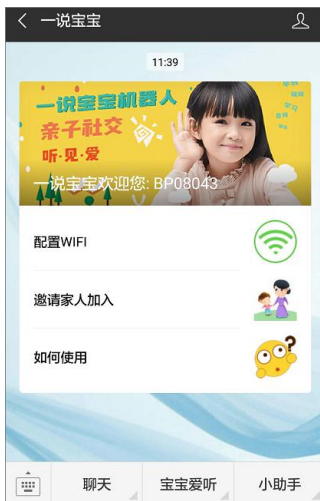 一说宝宝
11:39
一说宝宝机器人
亲子社交
听·见·爱
一说宝宝欢迎您: BP08043
配置WIFI
邀请家人加入
如何使用
聊天
宝宝爱听
小助手